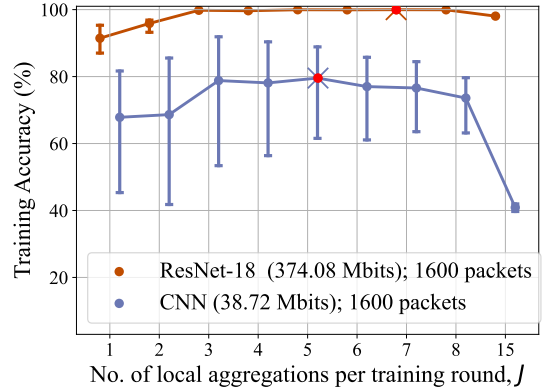 Training Accuracy (%)
100
80
60
40
20
ResNet-18 (374.08 Mbits); 1600 packets
CNN (38.72 Mbits); 1600 packets
1 2 3 4 5 6 7 8 15
No. of local aggregations per training round, J